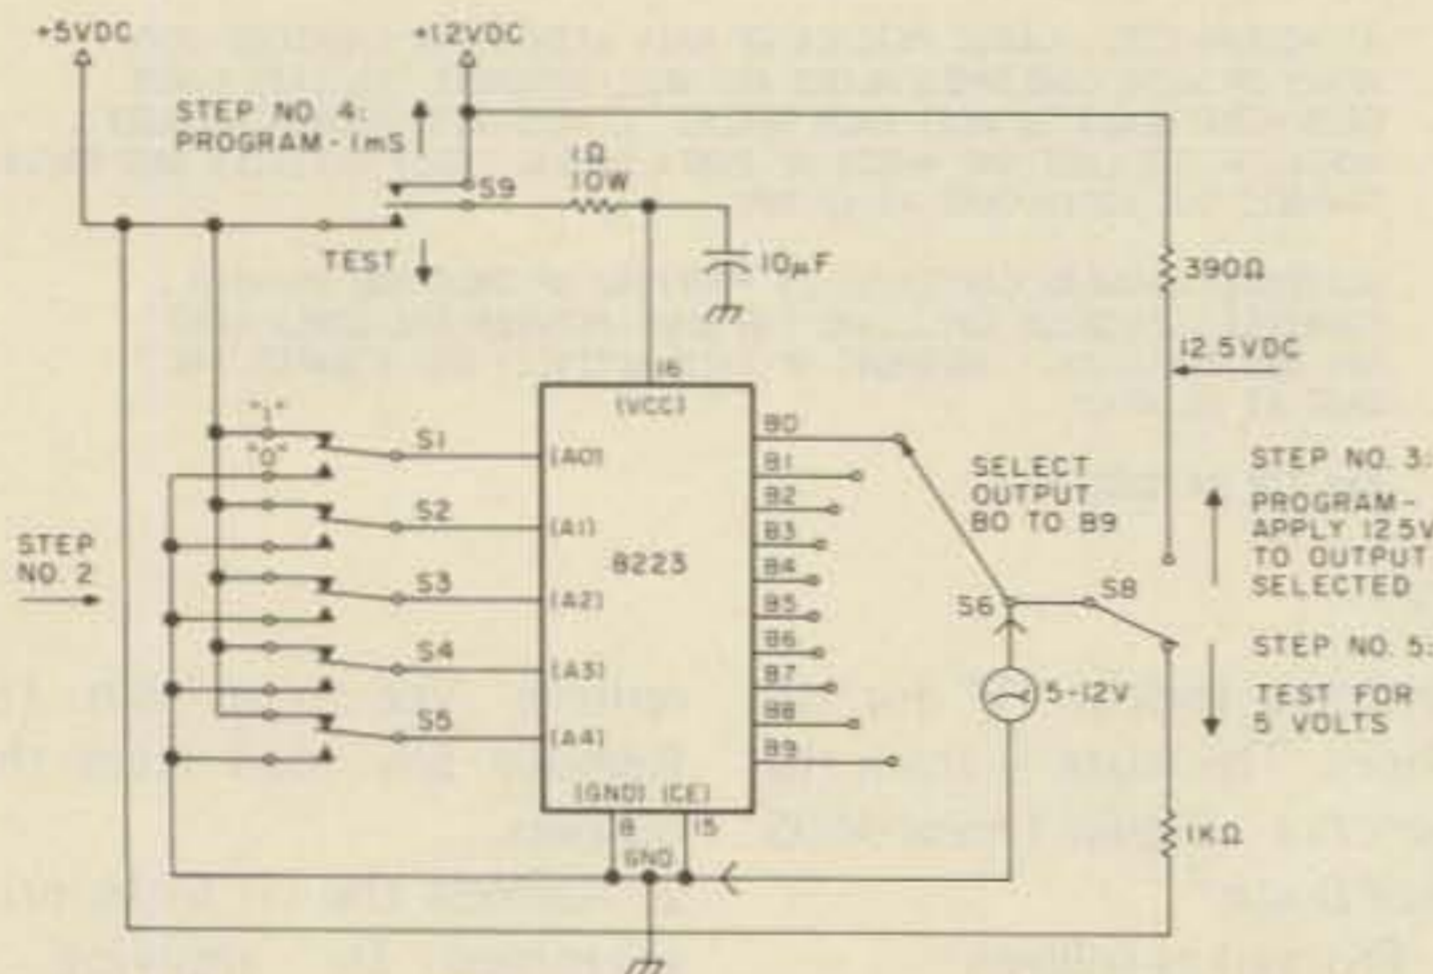 +5VDC
+12VDC
STEP NO. 4:
PROGRAM - 1mS
S9
1Ω
10W
TEST
10µF
390Ω
12.5VDC
16
(VCC)
"1"
"0"
S1
S2
S3
S4
S5
(A0)
(A1)
(A2)
(A3)
(A4)
8223
B0
B1
B2
B3
B4
B5
B6
B7
B8
B9
(GND) (CE)
8
15
GND
STEP
NO. 2
SELECT
OUTPUT
B0 TO B9
S6
S8
5-12V
STEP NO. 3:
PROGRAM -
APPLY 12.5V
TO OUTPUT
SELECTED
STEP NO. 5:
TEST FOR
5 VOLTS
1KΩ